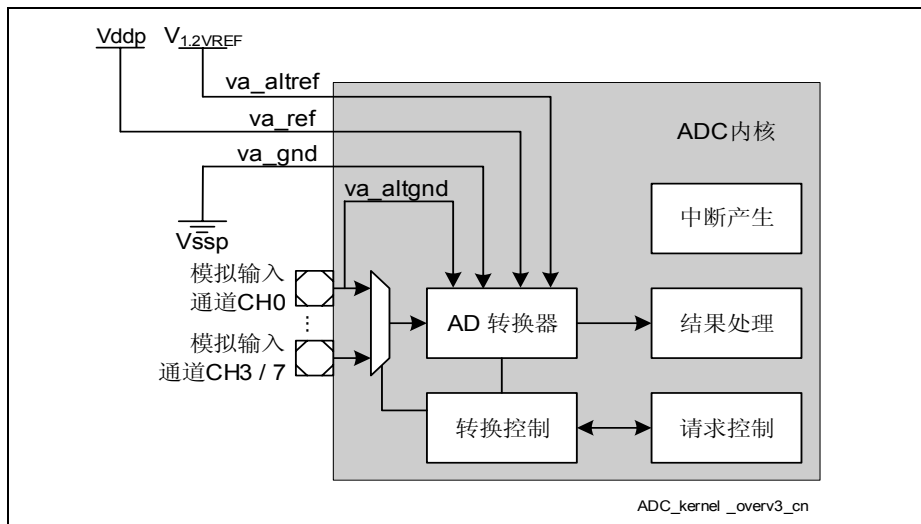 Vddp
V1.2VREF
va_altref
va_ref
va_gnd
va_altgnd
Vssp
ADC内核
中断产生
模拟输入
通道CH0
...
模拟输入
通道CH3 / 7
AD 转换器
结果处理
转换控制
请求控制
ADC_kernel _overv3_cn